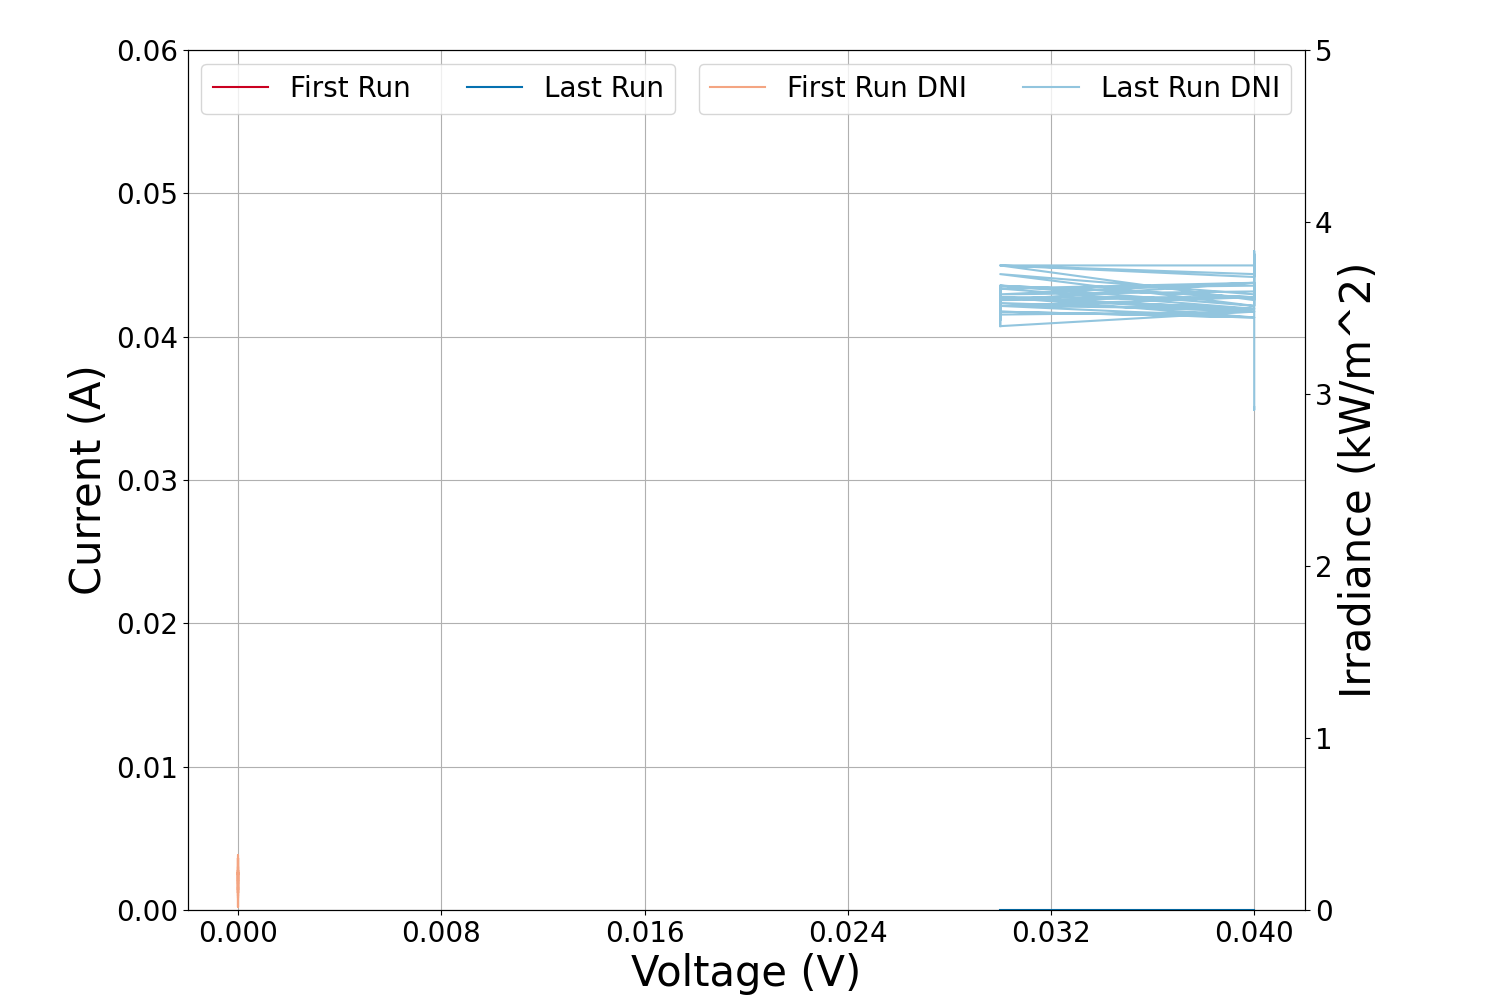 First Run
Last Run
First Run DNI
Last Run DNI
Current (A)
0.06
0.05
0.04
0.03
0.02
0.01
0.00
5
4
3
2
1
0
Irradiance (kW/m^2)
0.000 0.008 0.016 0.024 0.032 0.040
Voltage (V)